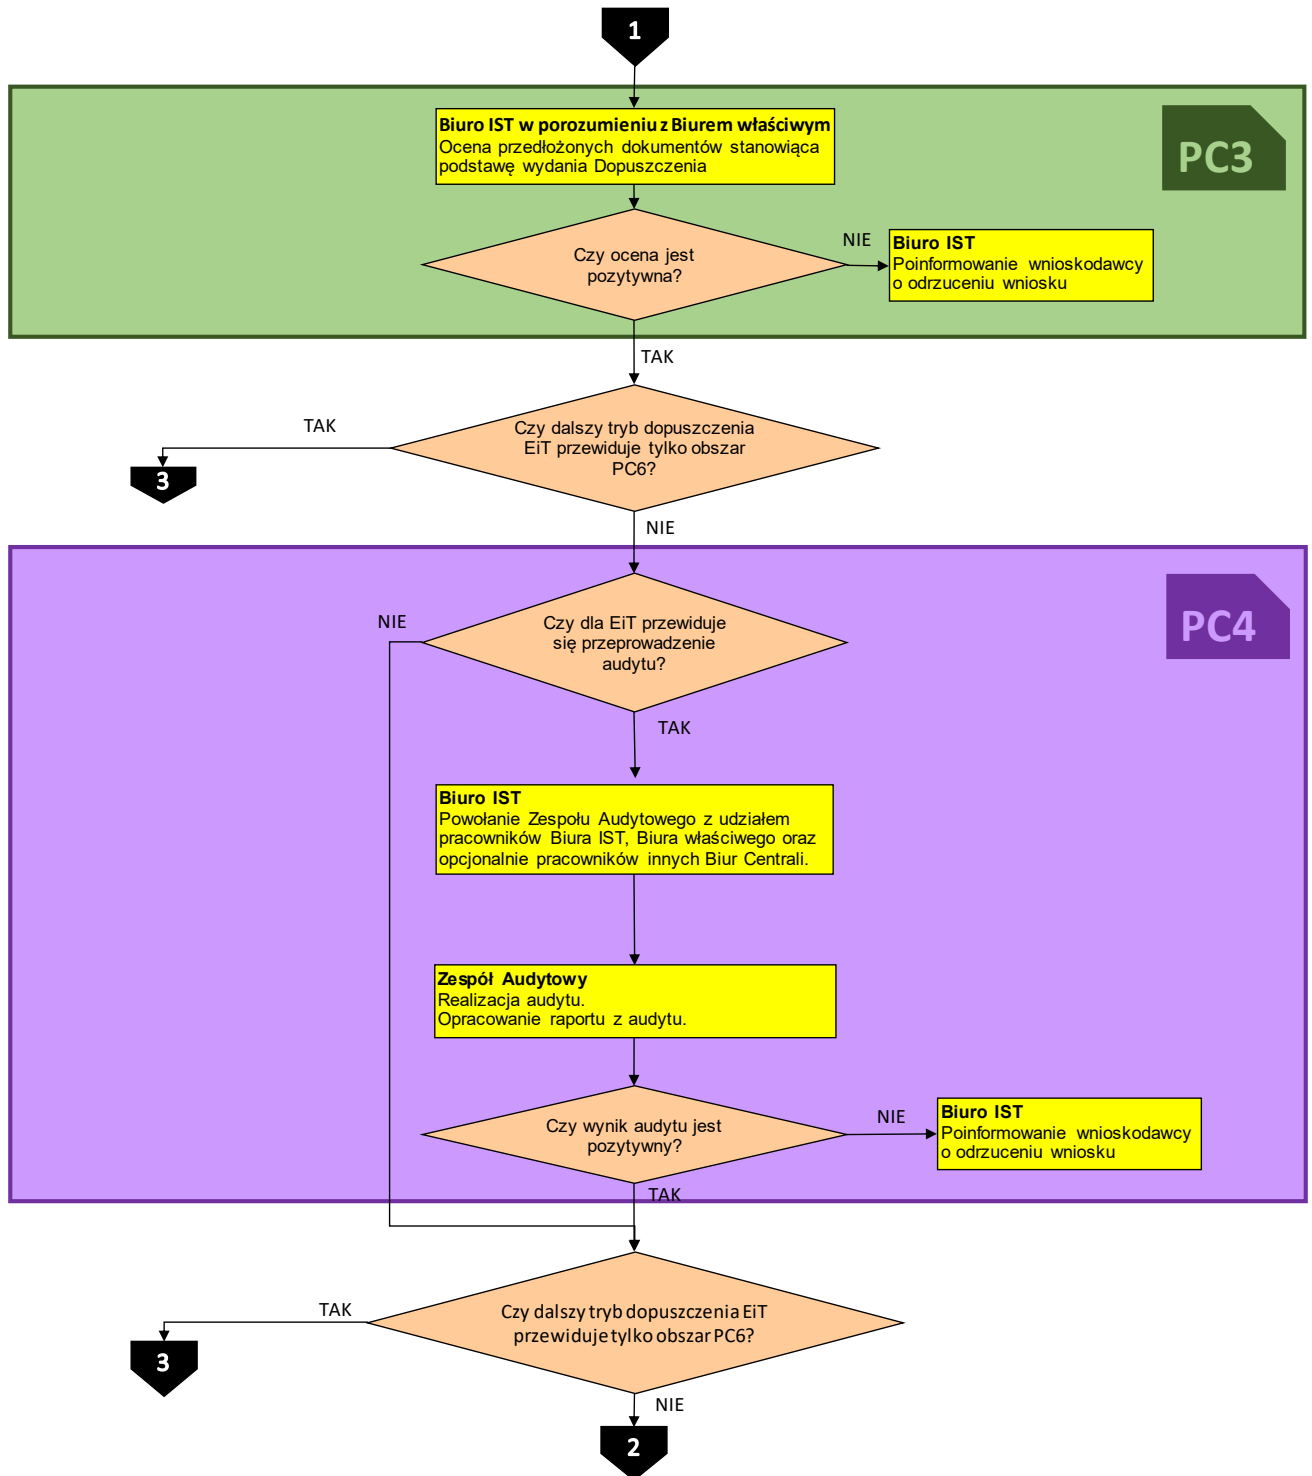 1
Biuro IST w porozumieniu z Biurem właściwym
Ocena przedłożonych dokumentów stanowiąca
podstawę wydania Dopuszczenia
PC3
Czy ocena jest
pozytywna?
NIE
Biuro IST
Poinformowanie wnioskodawcy
o odrzuceniu wniosku
TAK
Czy dalszy tryb dopuszczenia
EiT przewiduje tylko obszar
PC6?
TAK
3
NIE
PC4
Czy dla EiT przewiduje
się przeprowadzenie
audytu?
NIE
TAK
Biuro IST
Powołanie Zespołu Audytowego z udziałem
pracowników Biura IST, Biura właściwego oraz
opcjonalnie pracowników innych Biur Centrali.
Zespół Audytowy
Realizacja audytu.
Opracowanie raportu z audytu.
Czy wynik audytu jest
pozytywny?
NIE
Biuro IST
Poinformowanie wnioskodawcy
o odrzuceniu wniosku
TAK
Czy dalszy tryb dopuszczenia EiT
przewiduje tylko obszar PC6?
TAK
3
NIE
2